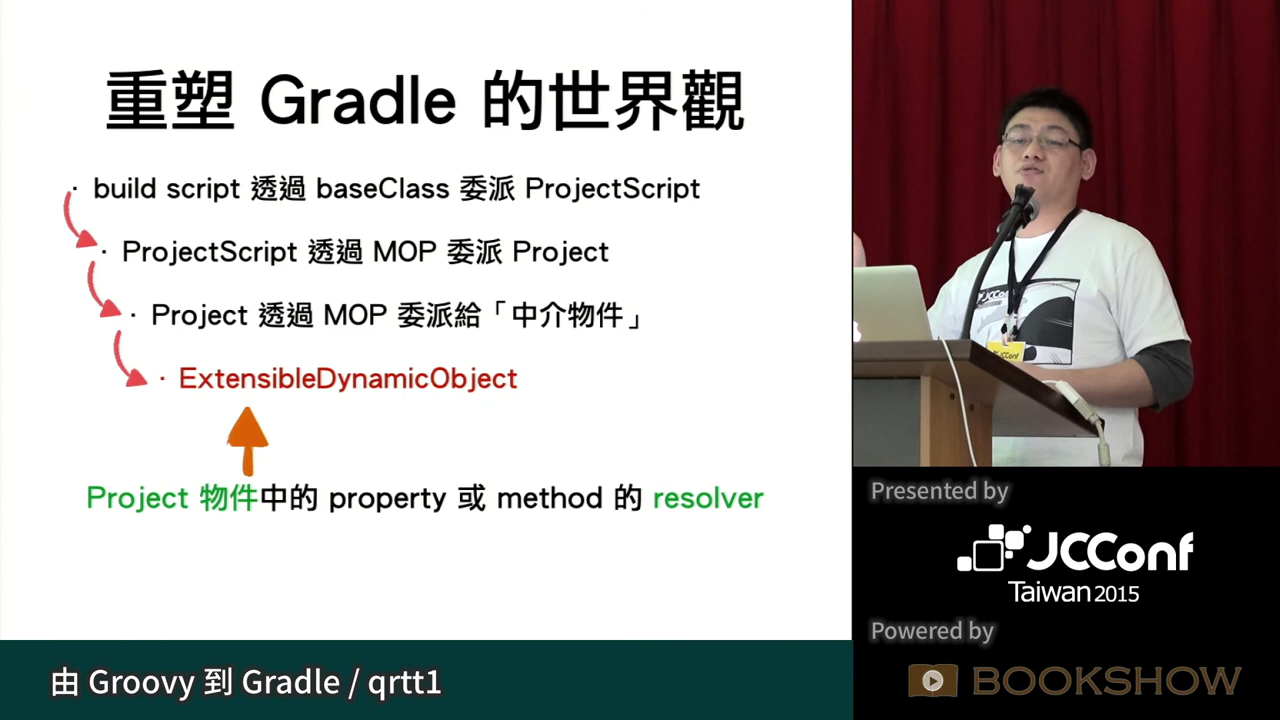 重塑 Gradle 的世界觀
· build script 透過 baseClass 委派 ProjectScript
· ProjectScript 透過 MOP 委派 Project
· Project 透過 MOP 委派給「中介物件」
· ExtensibleDynamicObject
Project 物件中的 property 或 method 的 resolver
由 Groovy 到 Gradle / qrtt1
JCConf
JCConf
Presented by
JCConf
Taiwan 2015
Powered by
BOOKSHOW